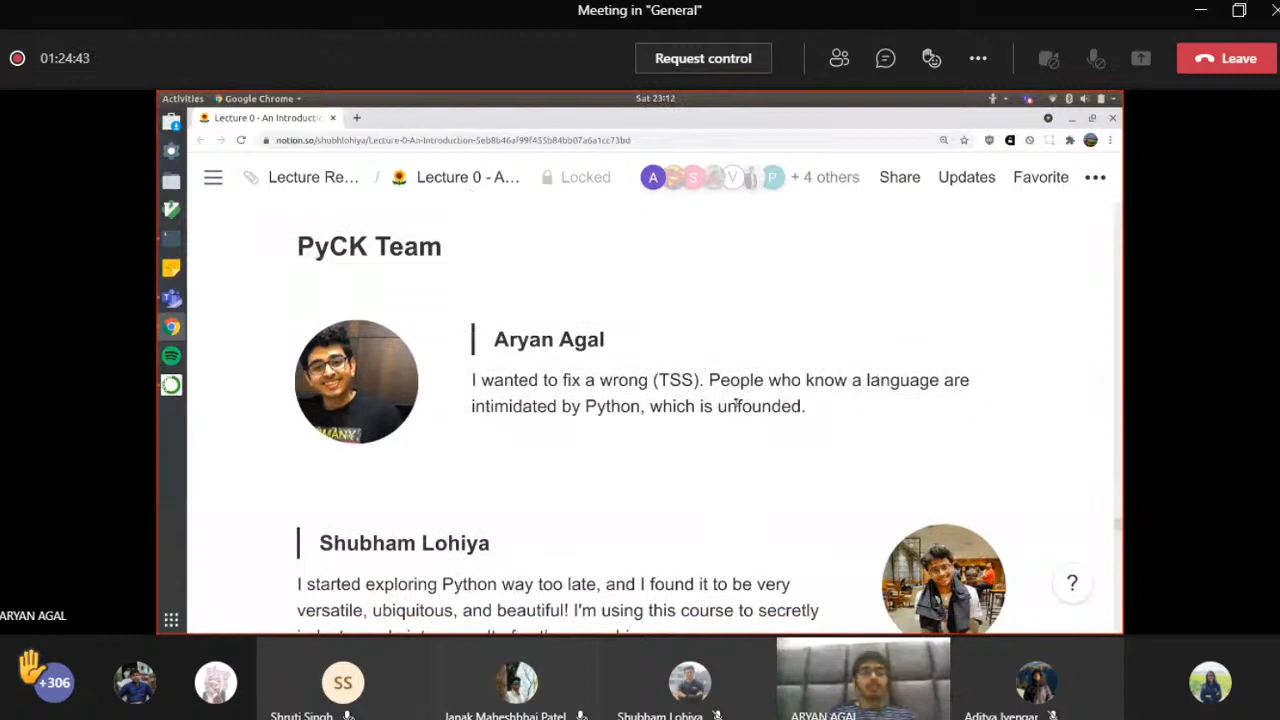 Meeting in "General"
01:24:43
Request control
Leave
Activities
Google Chrome
Sat 23:12
Lecture 0 - An Introducti
notion.so/shubhlohiya/Lecture-0-An-Introduction-5eb8b46af99f455b84bb07a6a1cc73bd
Lecture Re... / Lecture 0 - A... Locked
A S V P + 4 others
Share Updates Favorite
PyCK Team
Aryan Agal
I wanted to fix a wrong (TSS). People who know a language are
intimidated by Python, which is unfounded.
Shubham Lohiya
I started exploring Python way too late, and I found it to be very
versatile, ubiquitous, and beautiful! I'm using this course to secretly
?
ARYAN AGAL
+306
SS
Shruti Singh
Janak Maheshbhai Patel
Shubham Lohiya
ARYAN AGAL
Aditya Iyengar